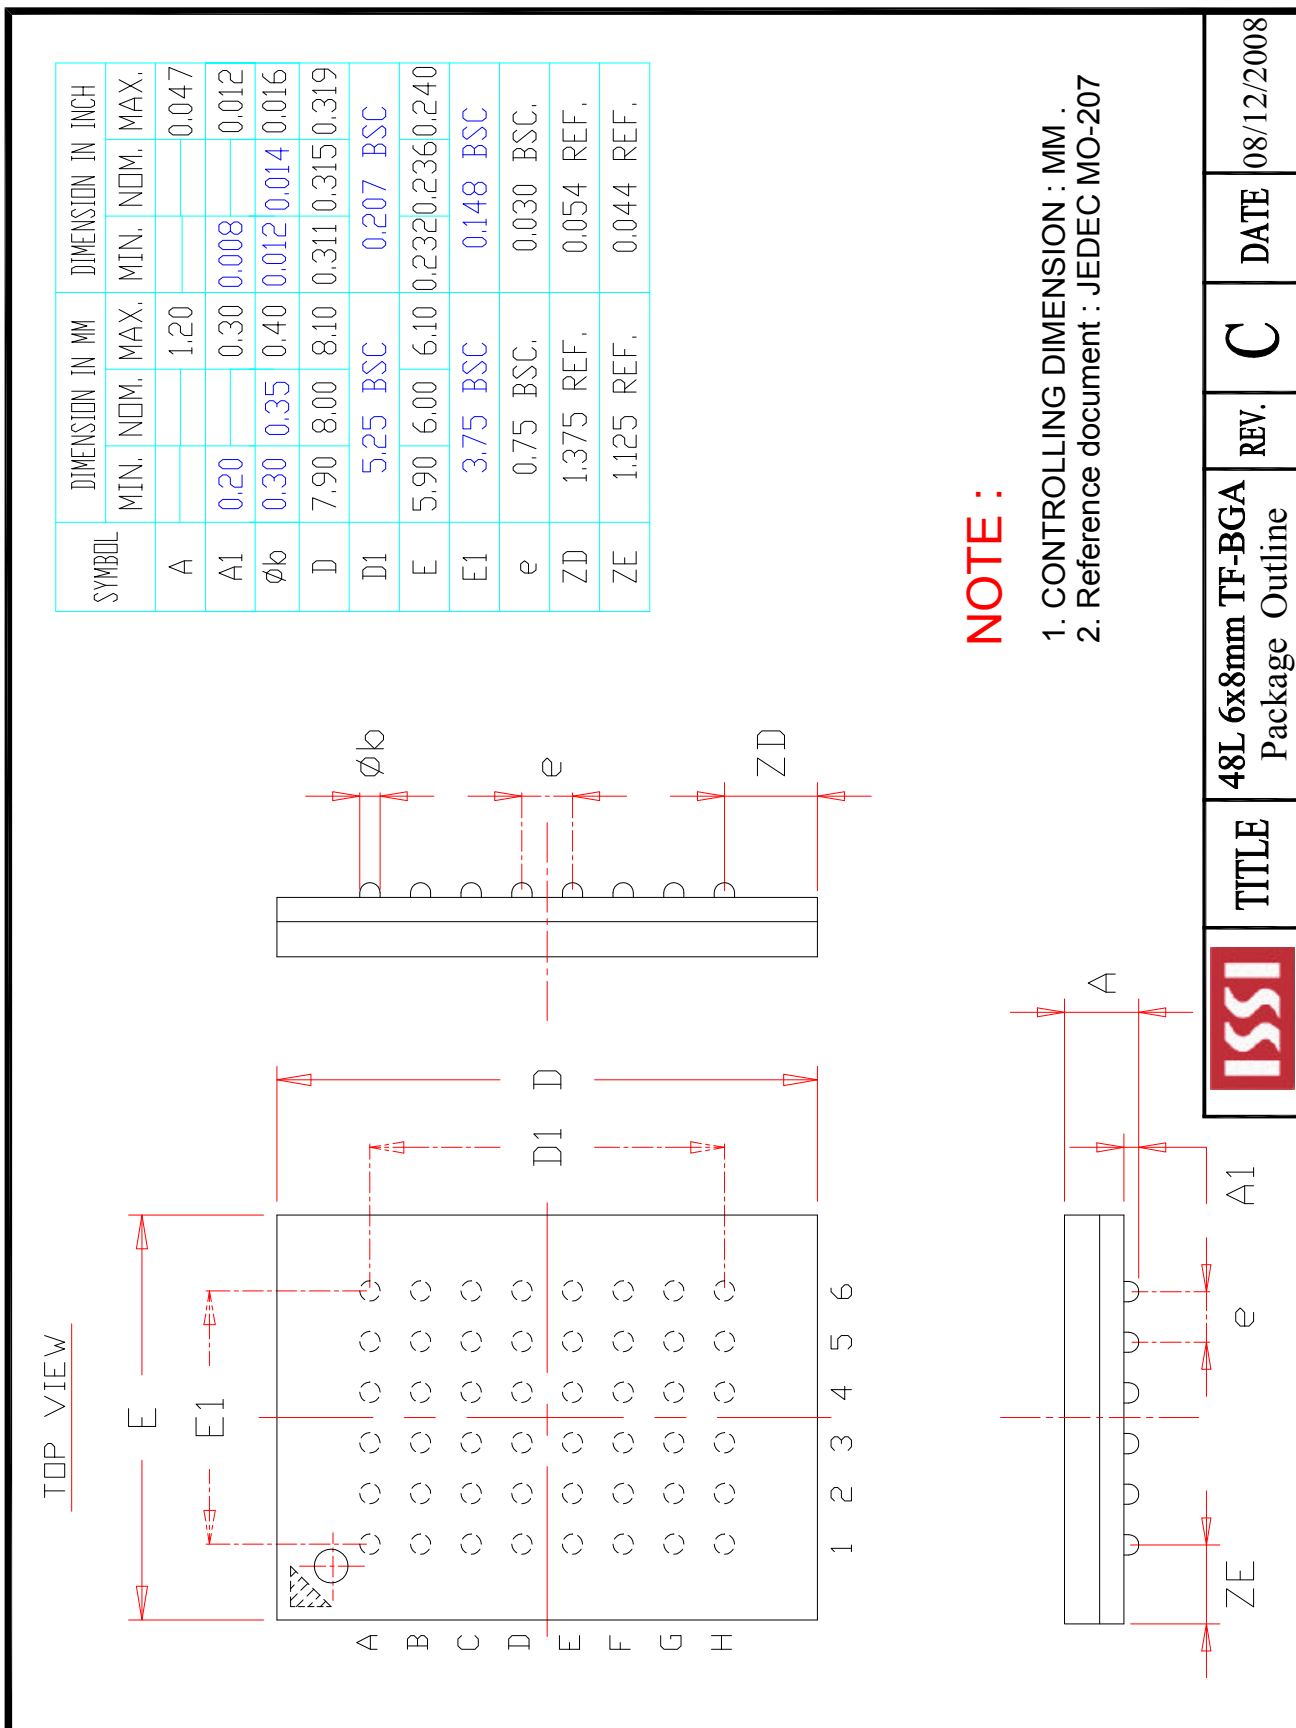 TOP VIEW
E
E1
A
B
C
D
E
F
G
H
1 2 3 4 5 6
D1
D
Øb
e
ZD
ZE
e
A1
A
SYMBOL DIMENSION IN MM DIMENSION IN INCH
MIN. NOM. MAX. MIN. NOM. MAX.
A 1.20 0.047
A1 0.20 0.30 0.008 0.012
Øb 0.30 0.35 0.40 0.012 0.014 0.016
D 7.90 8.00 8.10 0.311 0.315 0.319
D1 5.25 BSC 0.207 BSC
E 5.90 6.00 6.10 0.232 0.236 0.240
E1 3.75 BSC 0.148 BSC
e 0.75 BSC. 0.030 BSC.
ZD 1.375 REF. 0.054 REF.
ZE 1.125 REF. 0.044 REF.
NOTE :
1. CONTROLLING DIMENSION : MM .
2. Reference document : JEDEC MO-207
ISSI
TITLE
48L 6x8mm TF-BGA
Package Outline
REV.
C
DATE
08/12/2008